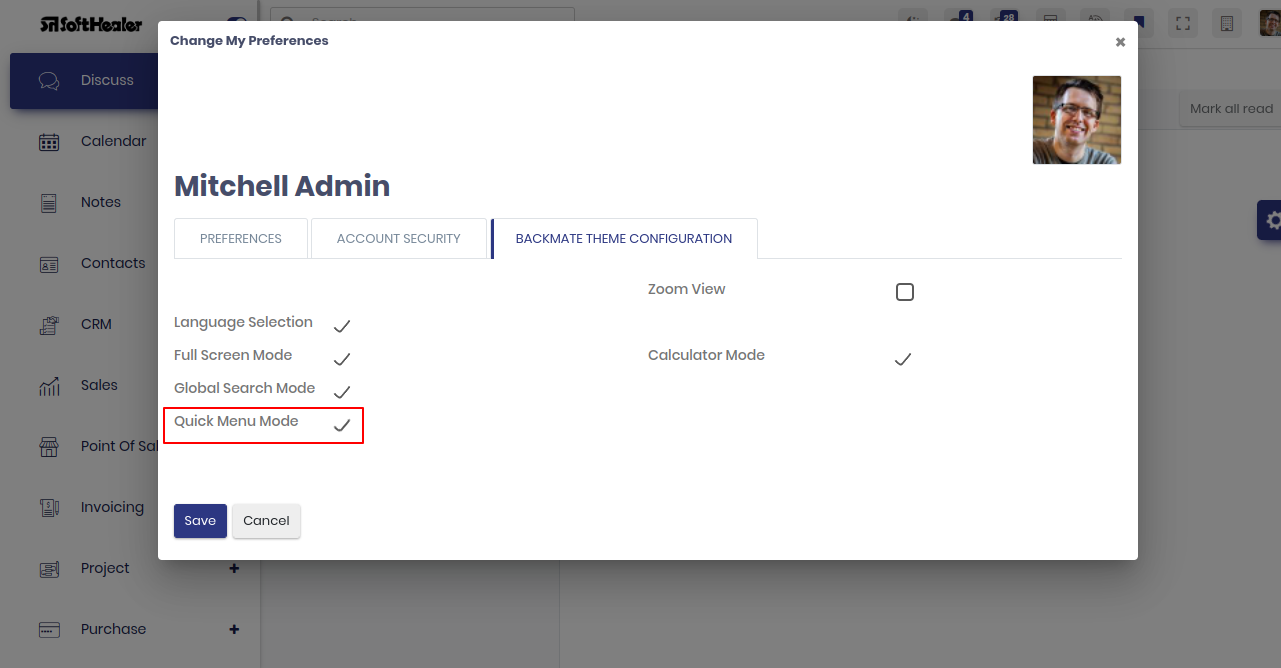 SoftHealer
Search
4
28
Change My Preferences
Discuss
Mark all read
Calendar
Mitchell Admin
Notes
PREFERENCES
ACCOUNT SECURITY
BACKMATE THEME CONFIGURATION
Contacts
Zoom View
CRM
Language Selection
Full Screen Mode
Calculator Mode
Sales
Global Search Mode
Quick Menu Mode
Point Of Sal
Invoicing
Save
Cancel
Project
Purchase